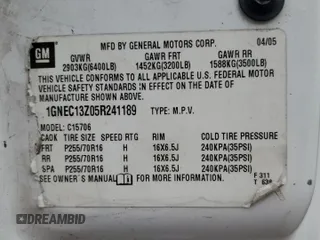 GM
MFD BY GENERAL MOTORS CORP. 04/05
GVWR GAWR FRT GAWR RR
2903KG(6400LB) 1452KG(3200LB) 1588KG(3500LB)
THIS VEHICLE CONFORMS TO ALL APPLICABLE U.S. FEDERAL MOTOR
VEHICLE SAFETY STANDARDS IN EFFECT ON THE DATE OF
MANUFACTURE SHOWN ABOVE.
1GNEC13Z05R241189 TYPE: M.P.V.
MODEL: C15706
TIRE SIZE SPEED RTG RIM COLD TIRE PRESSURE
FRT P255/70R16 H 16X6.5J 240KPA(35PSI)
RR P255/70R16 H 16X6.5J 240KPA(35PSI)
SPA P255/70R16 H 16X6.5J 240KPA(35PSI)
SEE OWNER'S MANUAL FOR MORE INFORMATION.
F 311
DREAMBID